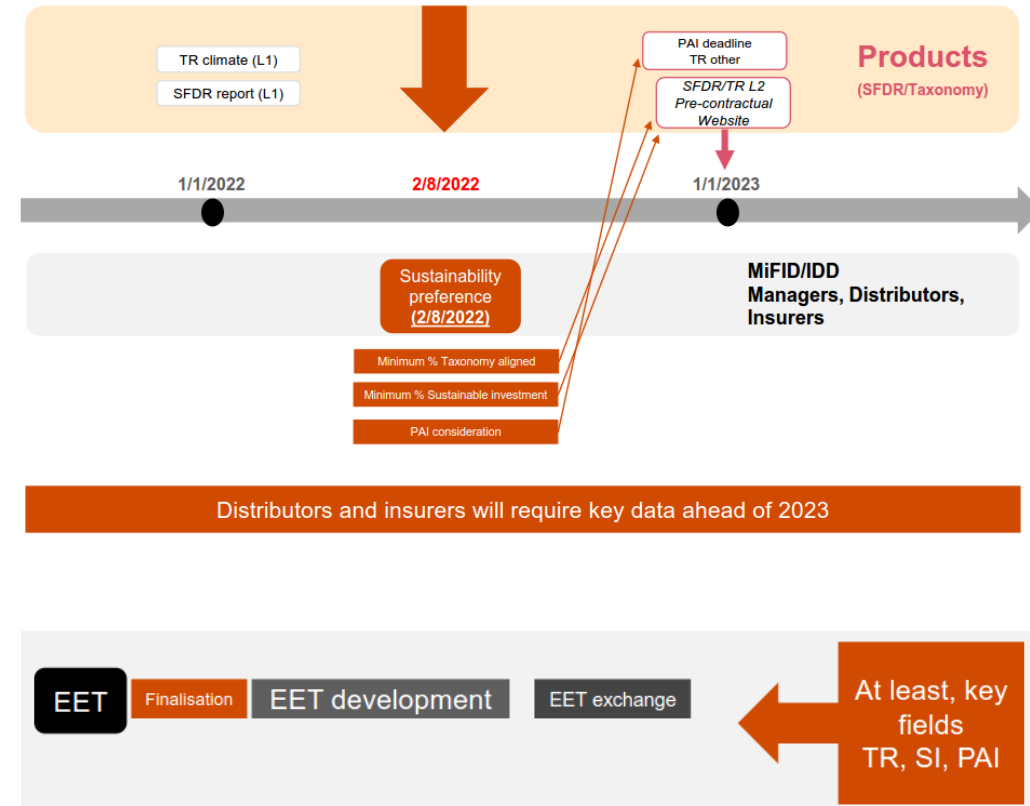 TR climate (L1)
SFDR report (L1)
PAI deadline
TR other
SFDR/TR L2
Pre-contractual
Website
Products
(SFDR/Taxonomy)
1/1/2022
2/8/2022
1/1/2023
Sustainability
preference
(2/8/2022)
MiFID/IDD
Managers, Distributors,
Insurers
Minimum % Taxonomy aligned
Minimum % Sustainable investment
PAI consideration
Distributors and insurers will require key data ahead of 2023
EET
Finalisation
EET development
EET exchange
At least, key
fields
TR, SI, PAI